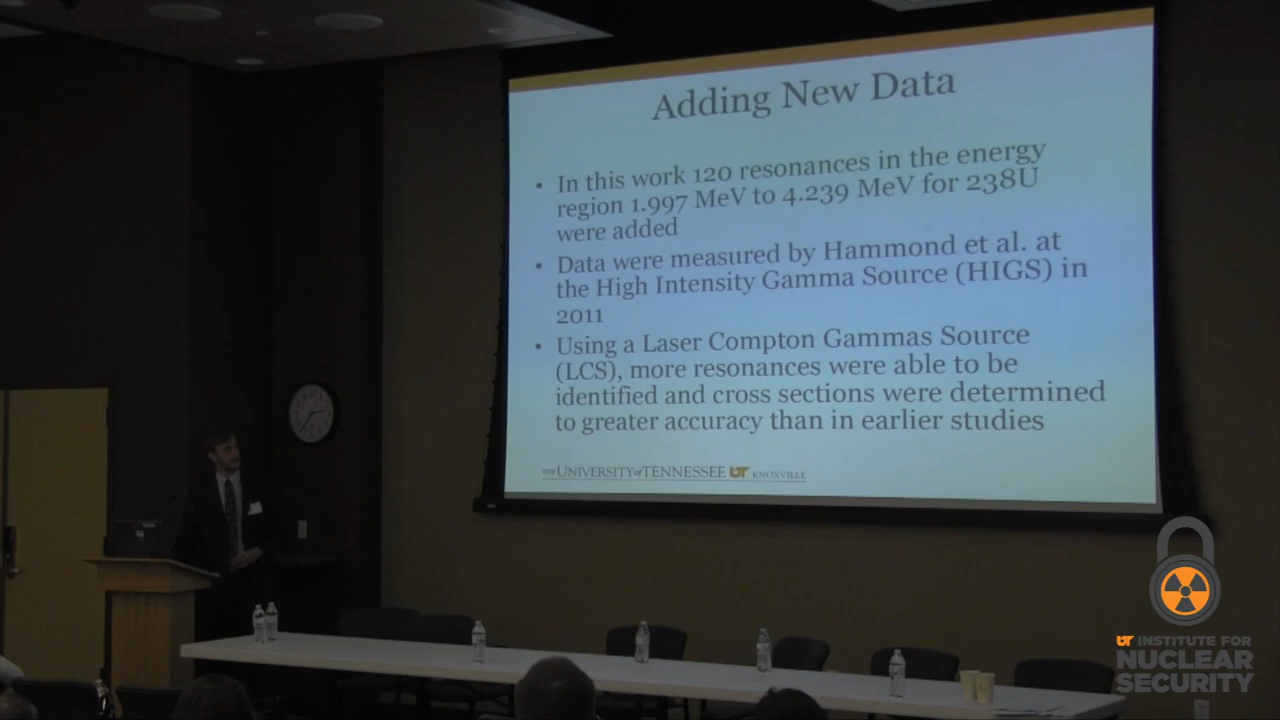 Adding New Data
• In this work 120 resonances in the energy
region 1.997 MeV to 4.239 MeV for 238U
were added
• Data were measured by Hammond et al. at
the High Intensity Gamma Source (HIGS) in
2011
• Using a Laser Compton Gammas Source
(LCS), more resonances were able to be
identified and cross sections were determined
to greater accuracy than in earlier studies
THE UNIVERSITY of TENNESSEE UT KNOXVILLE
UT INSTITUTE FOR
NUCLEAR
SECURITY